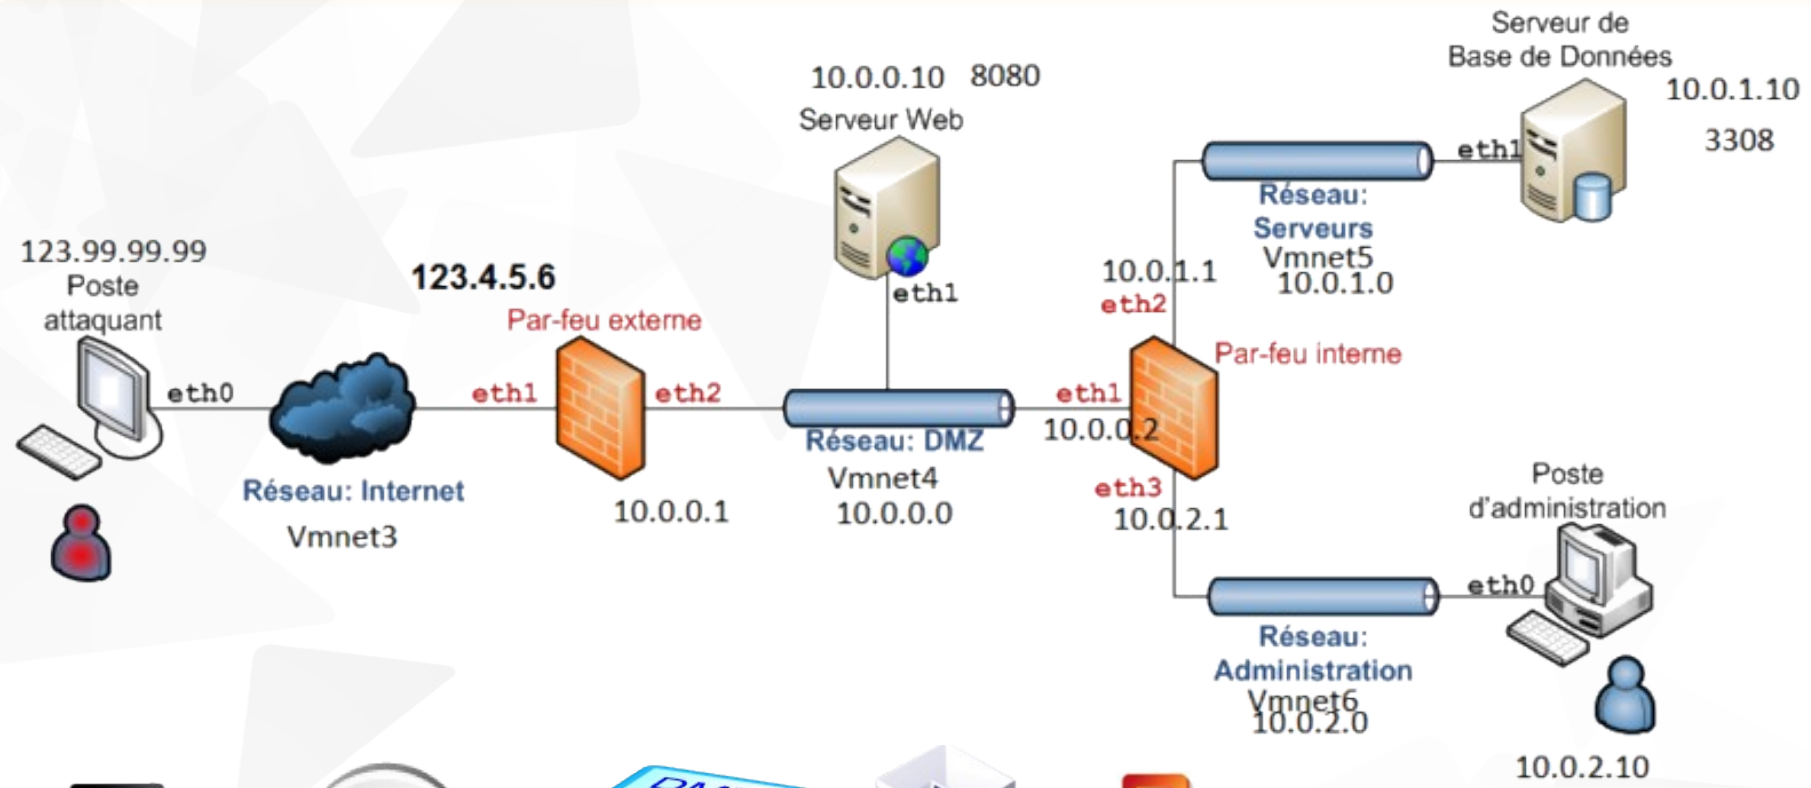 Serveur de
Base de Données
10.0.1.10
3308
10.0.0.10 8080
Serveur Web
eth1
eth1
Réseau:
Serveurs
Vmnet5
10.0.1.0
123.99.99.99
Poste
attaquant
eth0
123.4.5.6
Par-feu externe
eth1
eth2
10.0.0.1
Réseau: Internet
Vmnet3
Réseau: DMZ
Vmnet4
10.0.0.0
10.0.1.1
eth2
Par-feu interne
eth1
10.0.0.2
eth3
10.0.2.1
Poste
d'administration
eth0
Réseau:
Administration
Vmnet6
10.0.2.0
10.0.2.10